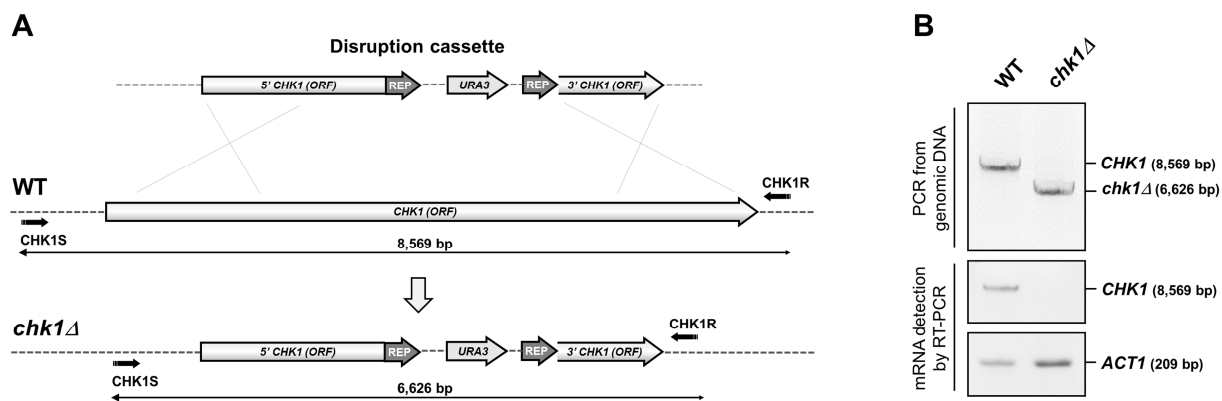 A
Disruption cassette
5' CHK1 (ORF) REP URA3 REP 3' CHK1 (ORF)
WT
CHK1R
CHK1 (ORF)
CHK1S
8,569 bp
chk1Δ
CHK1R
5' CHK1 (ORF) REP URA3 REP 3' CHK1 (ORF)
CHK1S
6,626 bp
B
WT chk1Δ
PCR from
genomic DNA
CHK1 (8,569 bp)
chk1Δ (6,626 bp)
mRNA detection
by RT-PCR
CHK1 (8,569 bp)
ACT1 (209 bp)